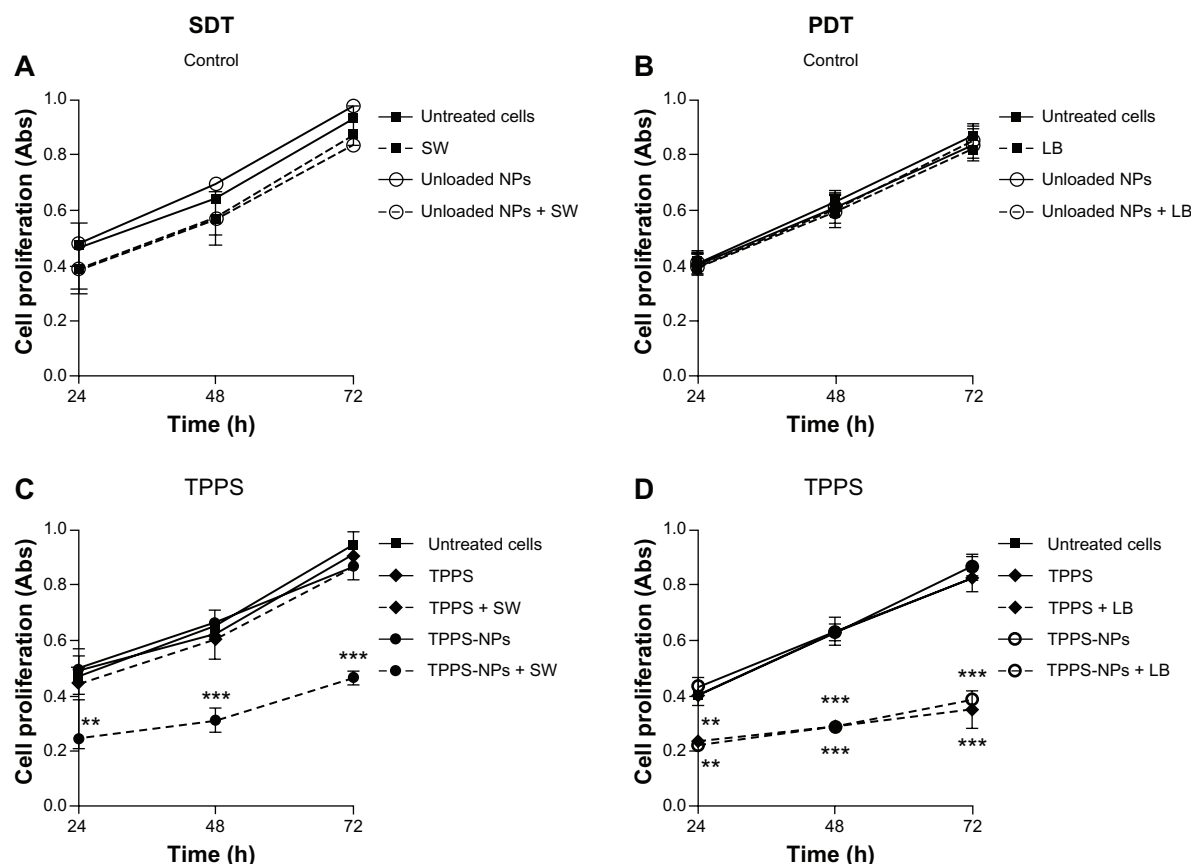 SDT
A
Control
Cell proliferation (Abs)
1.0
0.8
0.6
0.4
0.2
0.0
24
48
72
Time (h)
Untreated cells
SW
Unloaded NPs
Unloaded NPs + SW
PDT
B
Control
Cell proliferation (Abs)
1.0
0.8
0.6
0.4
0.2
0.0
24
48
72
Time (h)
Untreated cells
LB
Unloaded NPs
Unloaded NPs + LB
C
TPPS
Cell proliferation (Abs)
1.0
0.8
0.6
0.4
0.2
0.0
24
48
72
Time (h)
**
***
***
Untreated cells
TPPS
TPPS + SW
TPPS-NPs
TPPS-NPs + SW
D
TPPS
Cell proliferation (Abs)
1.0
0.8
0.6
0.4
0.2
0.0
24
48
72
Time (h)
**
***
***
**
***
***
Untreated cells
TPPS
TPPS + LB
TPPS-NPs
TPPS-NPs + LB